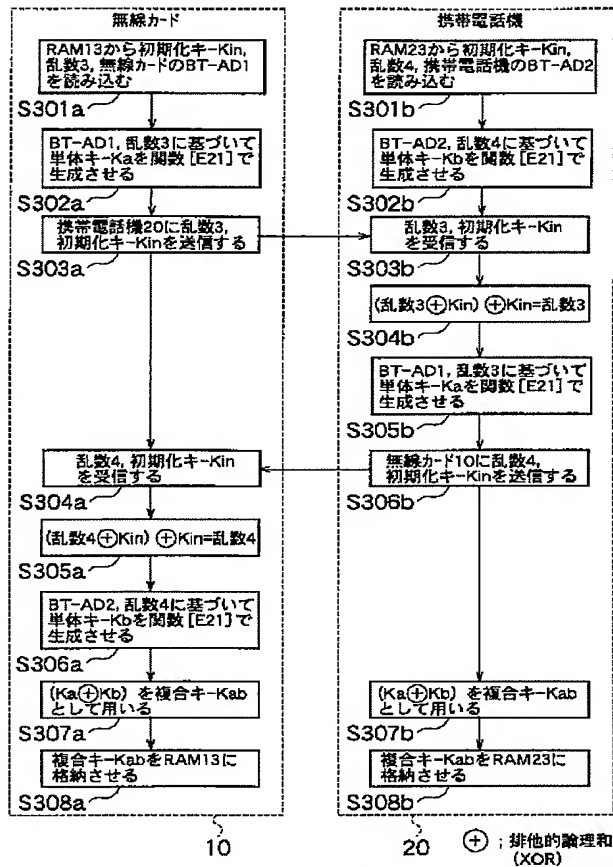 無線カード
RAM13から初期化キーKin,
乱数3, 無線カードのBT-AD1
を読み込む
S301a
BT-AD1, 乱数3に基づいて
単体キーKaを関数[E21]で
生成させる
S302a
携帯電話機20に乱数3,
初期化キーKinを送信する
S303a
乱数4, 初期化キーKin
を受信する
S304a
(乱数4⊕Kin) ⊕Kin=乱数4
S305a
BT-AD2, 乱数4に基づいて
単体キーKbを関数[E21]で
生成させる
S306a
(Ka⊕Kb) を複合キーKab
として用いる
S307a
複合キーKabをRAM13に
格納させる
S308a
10
携帯電話機
RAM23から初期化キーKin,
乱数4, 携帯電話機のBT-AD2
を読み込む
S301b
BT-AD2, 乱数4に基づいて
単体キーKbを関数[E21]で
生成させる
S302b
乱数3, 初期化キーKin
を受信する
S303b
(乱数3⊕Kin) ⊕Kin=乱数3
S304b
BT-AD1, 乱数3に基づいて
単体キーKaを関数[E21]で
生成させる
S305b
無線カード10に乱数4,
初期化キーKinを送信する
S306b
(Ka⊕Kb) を複合キーKab
として用いる
S307b
複合キーKabをRAM23に
格納させる
S308b
20
⊕ ; 排他的論理和
(XOR)